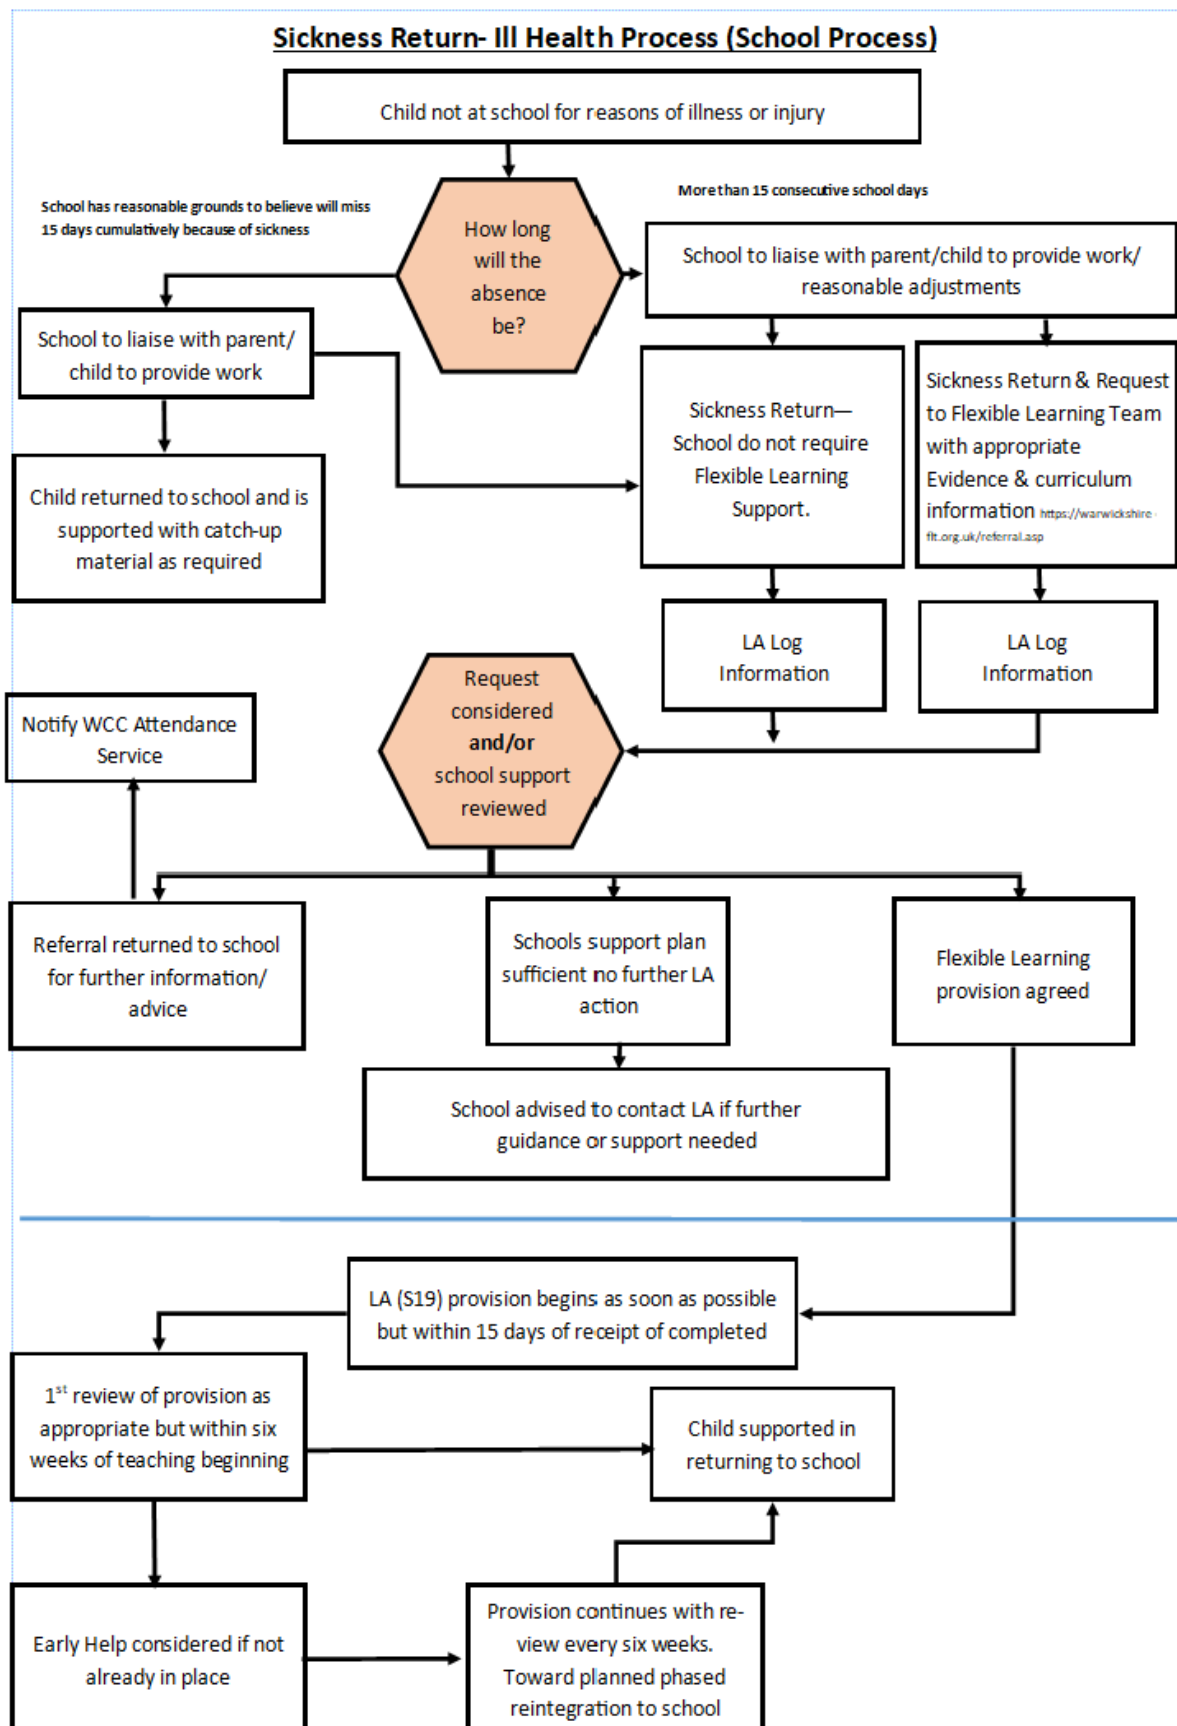 Sickness Return- Ill Health Process (School Process)
Child not at school for reasons of illness or injury
School has reasonable grounds to believe will miss
15 days cumulatively because of sickness
How long
will the
absence
be?
More than 15 consecutive school days
School to liaise with parent/child to provide work/
reasonable adjustments
School to liaise with parent/
child to provide work
Child returned to school and is
supported with catch-up
material as required
Sickness Return—
School do not require
Flexible Learning
Support.
Sickness Return & Request
to Flexible Learning Team
with appropriate
Evidence & curriculum
information https://warwickshire-
flt.org.uk/referral.asp
LA Log
Information
LA Log
Information
Request
considered
and/or
school support
reviewed
Notify WCC Attendance
Service
Referral returned to school
for further information/
advice
Schools support plan
sufficient no further LA
action
Flexible Learning
provision agreed
School advised to contact LA if further
guidance or support needed
LA (S19) provision begins as soon as possible
but within 15 days of receipt of completed
1st review of provision as
appropriate but within six
weeks of teaching beginning
Child supported in
returning to school
Early Help considered if not
already in place
Provision continues with re-
view every six weeks.
Toward planned phased
reintegration to school